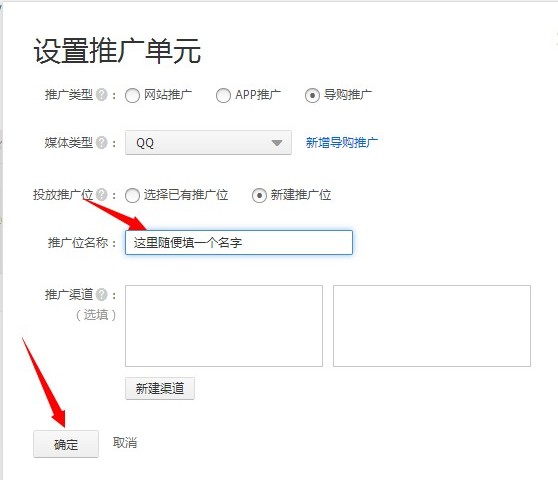 设置推广单元
推广类型?： 网站推广 APP推广 导购推广
媒体类型?： QQ 新增导购推广
投放推广位?： 选择已有推广位 新建推广位
推广位名称： 这里随便填一个名字
推广渠道?：
（选填）
新建渠道
确定 取消